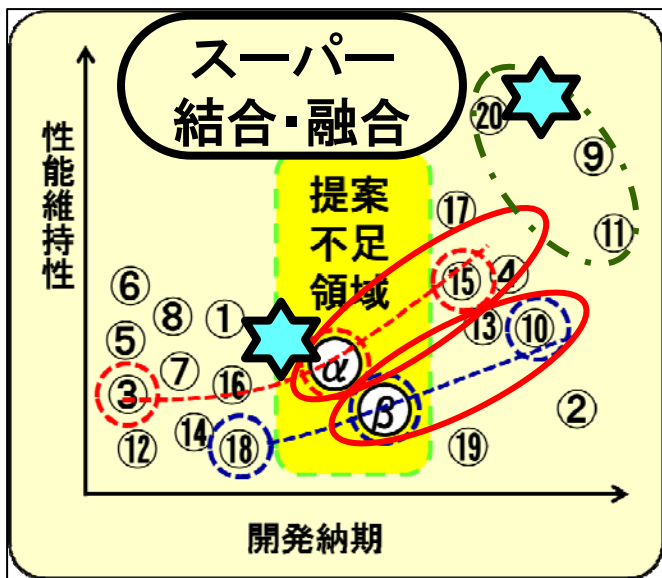 スーパー
結合・融合
性能維持性
提案
不足
領域
⑳
⑨
⑰
⑪
⑥
⑮
④
⑧
①
⑤
⑬
⑩
α
⑦
③
⑯
β
②
⑭
⑫
⑱
⑲
開発納期